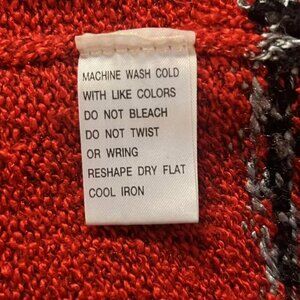 MACHINE WASH COLD
WITH LIKE COLORS
DO NOT BLEACH
DO NOT TWIST
OR WRING
RESHAPE DRY FLAT
COOL IRON